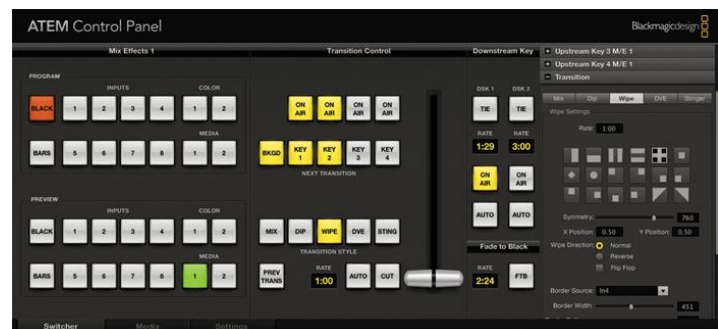 ATEM Control Panel
Blackmagicdesign
Mix Effects 1
Transition Control
Downstream Key
Upstream Key 3 M/E 1
Upstream Key 4 M/E 1
Transition
PROGRAM
INPUTS
COLOR
BLACK 1 2 3 4 1 2
MEDIA
BARS 5 6 7 8 1 2
PREVIEW
INPUTS
COLOR
BLACK 1 2 3 4 1 2
MEDIA
BARS 5 6 7 8 1 2
ON AIR ON AIR ON AIR ON AIR
BKGD KEY 1 KEY 2 KEY 3 KEY 4
NEXT TRANSITION
MIX DIP WIPE DVE STING
TRANSITION STYLE
PREV TRANS
RATE
1:00
AUTO CUT
DSK 1 DSK 2
TIE TIE
RATE RATE
1:29 3:00
ON AIR ON AIR
AUTO AUTO
Fade to Black
RATE
2:24 FTB
Mix Dip Wipe DVE Stinger
Wipe Settings
Rate: 1:00
Symmetry: 760
X Position: 0.50 Y Position: 0.50
Wipe Direction: Normal
Reverse
Flip Flop
Border Source: In4
Border Width: 451
Switcher Media Settings